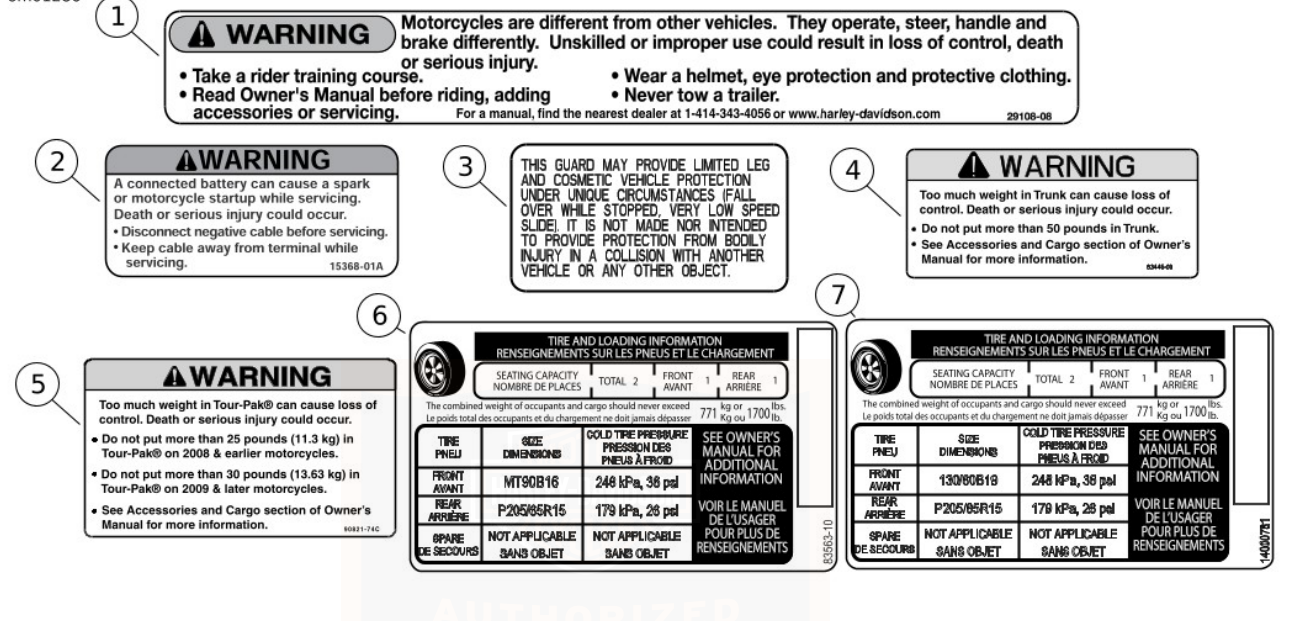 1
WARNING
Motorcycles are different from other vehicles. They operate, steer, handle and
brake differently. Unskilled or improper use could result in loss of control, death
or serious injury.
• Take a rider training course.
• Read Owner's Manual before riding, adding
accessories or servicing.
• Wear a helmet, eye protection and protective clothing.
• Never tow a trailer.
For a manual, find the nearest dealer at 1-414-343-4056 or www.harley-davidson.com
29108-08
2
WARNING
A connected battery can cause a spark
or motorcycle startup while servicing.
Death or serious injury could occur.
• Disconnect negative cable before servicing.
• Keep cable away from terminal while
servicing.
15368-01A
3
THIS GUARD MAY PROVIDE LIMITED LEG
AND COSMETIC VEHICLE PROTECTION
UNDER UNIQUE CIRCUMSTANCES (FALL
OVER WHILE STOPPED, VERY LOW SPEED
SLIDE). IT IS NOT MADE NOR INTENDED
TO PROVIDE PROTECTION FROM BODILY
INJURY IN A COLLISION WITH ANOTHER
VEHICLE OR ANY OTHER OBJECT.
4
WARNING
Too much weight in Trunk can cause loss of
control. Death or serious injury could occur.
• Do not put more than 50 pounds in Trunk.
• See Accessories and Cargo section of Owner's
Manual for more information.
5
WARNING
Too much weight in Tour-Pak® can cause loss of
control. Death or serious injury could occur.
• Do not put more than 25 pounds (11.3 kg) in
Tour-Pak® on 2008 & earlier motorcycles.
• Do not put more than 30 pounds (13.63 kg) in
Tour-Pak® on 2009 & later motorcycles.
• See Accessories and Cargo section of Owner's
Manual for more information.
90821-74C
6
TIRE AND LOADING INFORMATION
RENSEIGNEMENTS SUR LES PNEUS ET LE CHARGEMENT
SEATING CAPACITY
NOMBRE DE PLACES
TOTAL 2
FRONT
AVANT
1
REAR
ARRIÈRE
1
The combined weight of occupants and cargo should never exceed
Le poids total des occupants et du chargement ne doit jamais dépasser
771 kg or 1700 lbs.
Kg ou lb.
TIRE
PNEU
SIZE
DIMENSIONS
COLD TIRE PRESSURE
PRESSION DES
PNEUS À FROID
FRONT
AVANT
MT90B16
248 kPa, 36 psi
REAR
ARRIÈRE
P205/65R15
179 kPa, 26 psi
SPARE
DE SECOURS
NOT APPLICABLE
SANS OBJET
NOT APPLICABLE
SANS OBJET
SEE OWNER'S
MANUAL FOR
ADDITIONAL
INFORMATION
VOIR LE MANUEL
DE L'USAGER
POUR PLUS DE
RENSEIGNEMENTS
83563-10
7
TIRE AND LOADING INFORMATION
RENSEIGNEMENTS SUR LES PNEUS ET LE CHARGEMENT
SEATING CAPACITY
NOMBRE DE PLACES
TOTAL 2
FRONT
AVANT
1
REAR
ARRIÈRE
1
The combined weight of occupants and cargo should never exceed
Le poids total des occupants et du chargement ne doit jamais dépasser
771 kg or 1700 lbs.
Kg ou lb.
TIRE
PNEU
SIZE
DIMENSIONS
COLD TIRE PRESSURE
PRESSION DES
PNEUS À FROID
FRONT
AVANT
130/80B19
248 kPa, 36 psi
REAR
ARRIÈRE
P205/65R15
179 kPa, 26 psi
SPARE
DE SECOURS
NOT APPLICABLE
SANS OBJET
NOT APPLICABLE
SANS OBJET
SEE OWNER'S
MANUAL FOR
ADDITIONAL
INFORMATION
VOIR LE MANUEL
DE L'USAGER
POUR PLUS DE
RENSEIGNEMENTS
14000781
AUTHORIZED